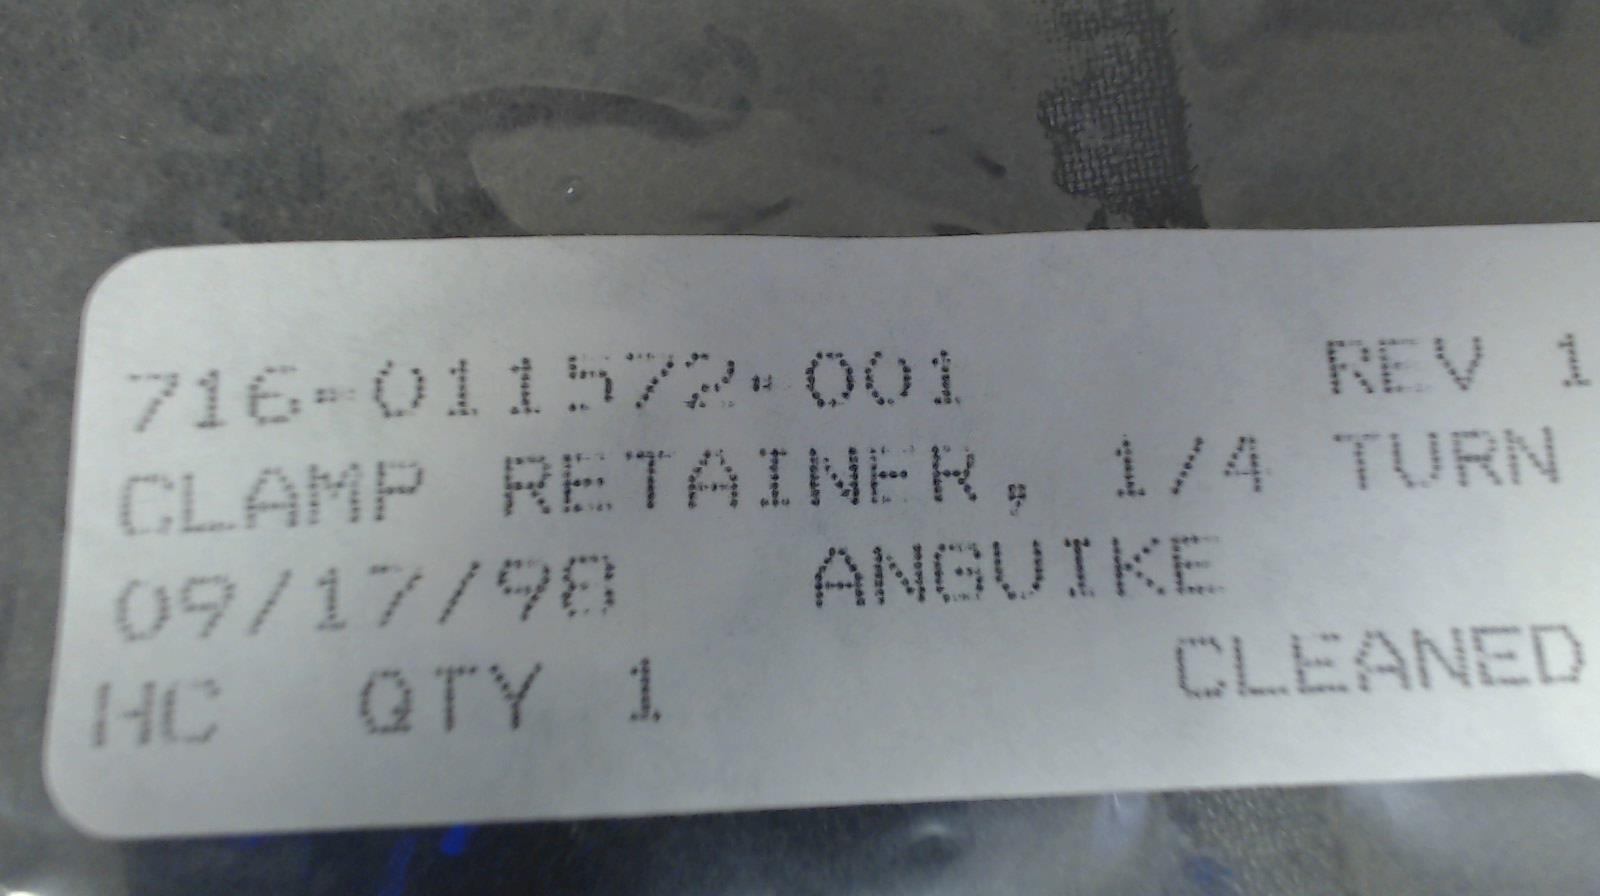 716-011572-001 REV 1
CLAMP RETAINER, 1/4 TURN
09/17/98 ANGUIKE
HC QTY 1 CLEANED